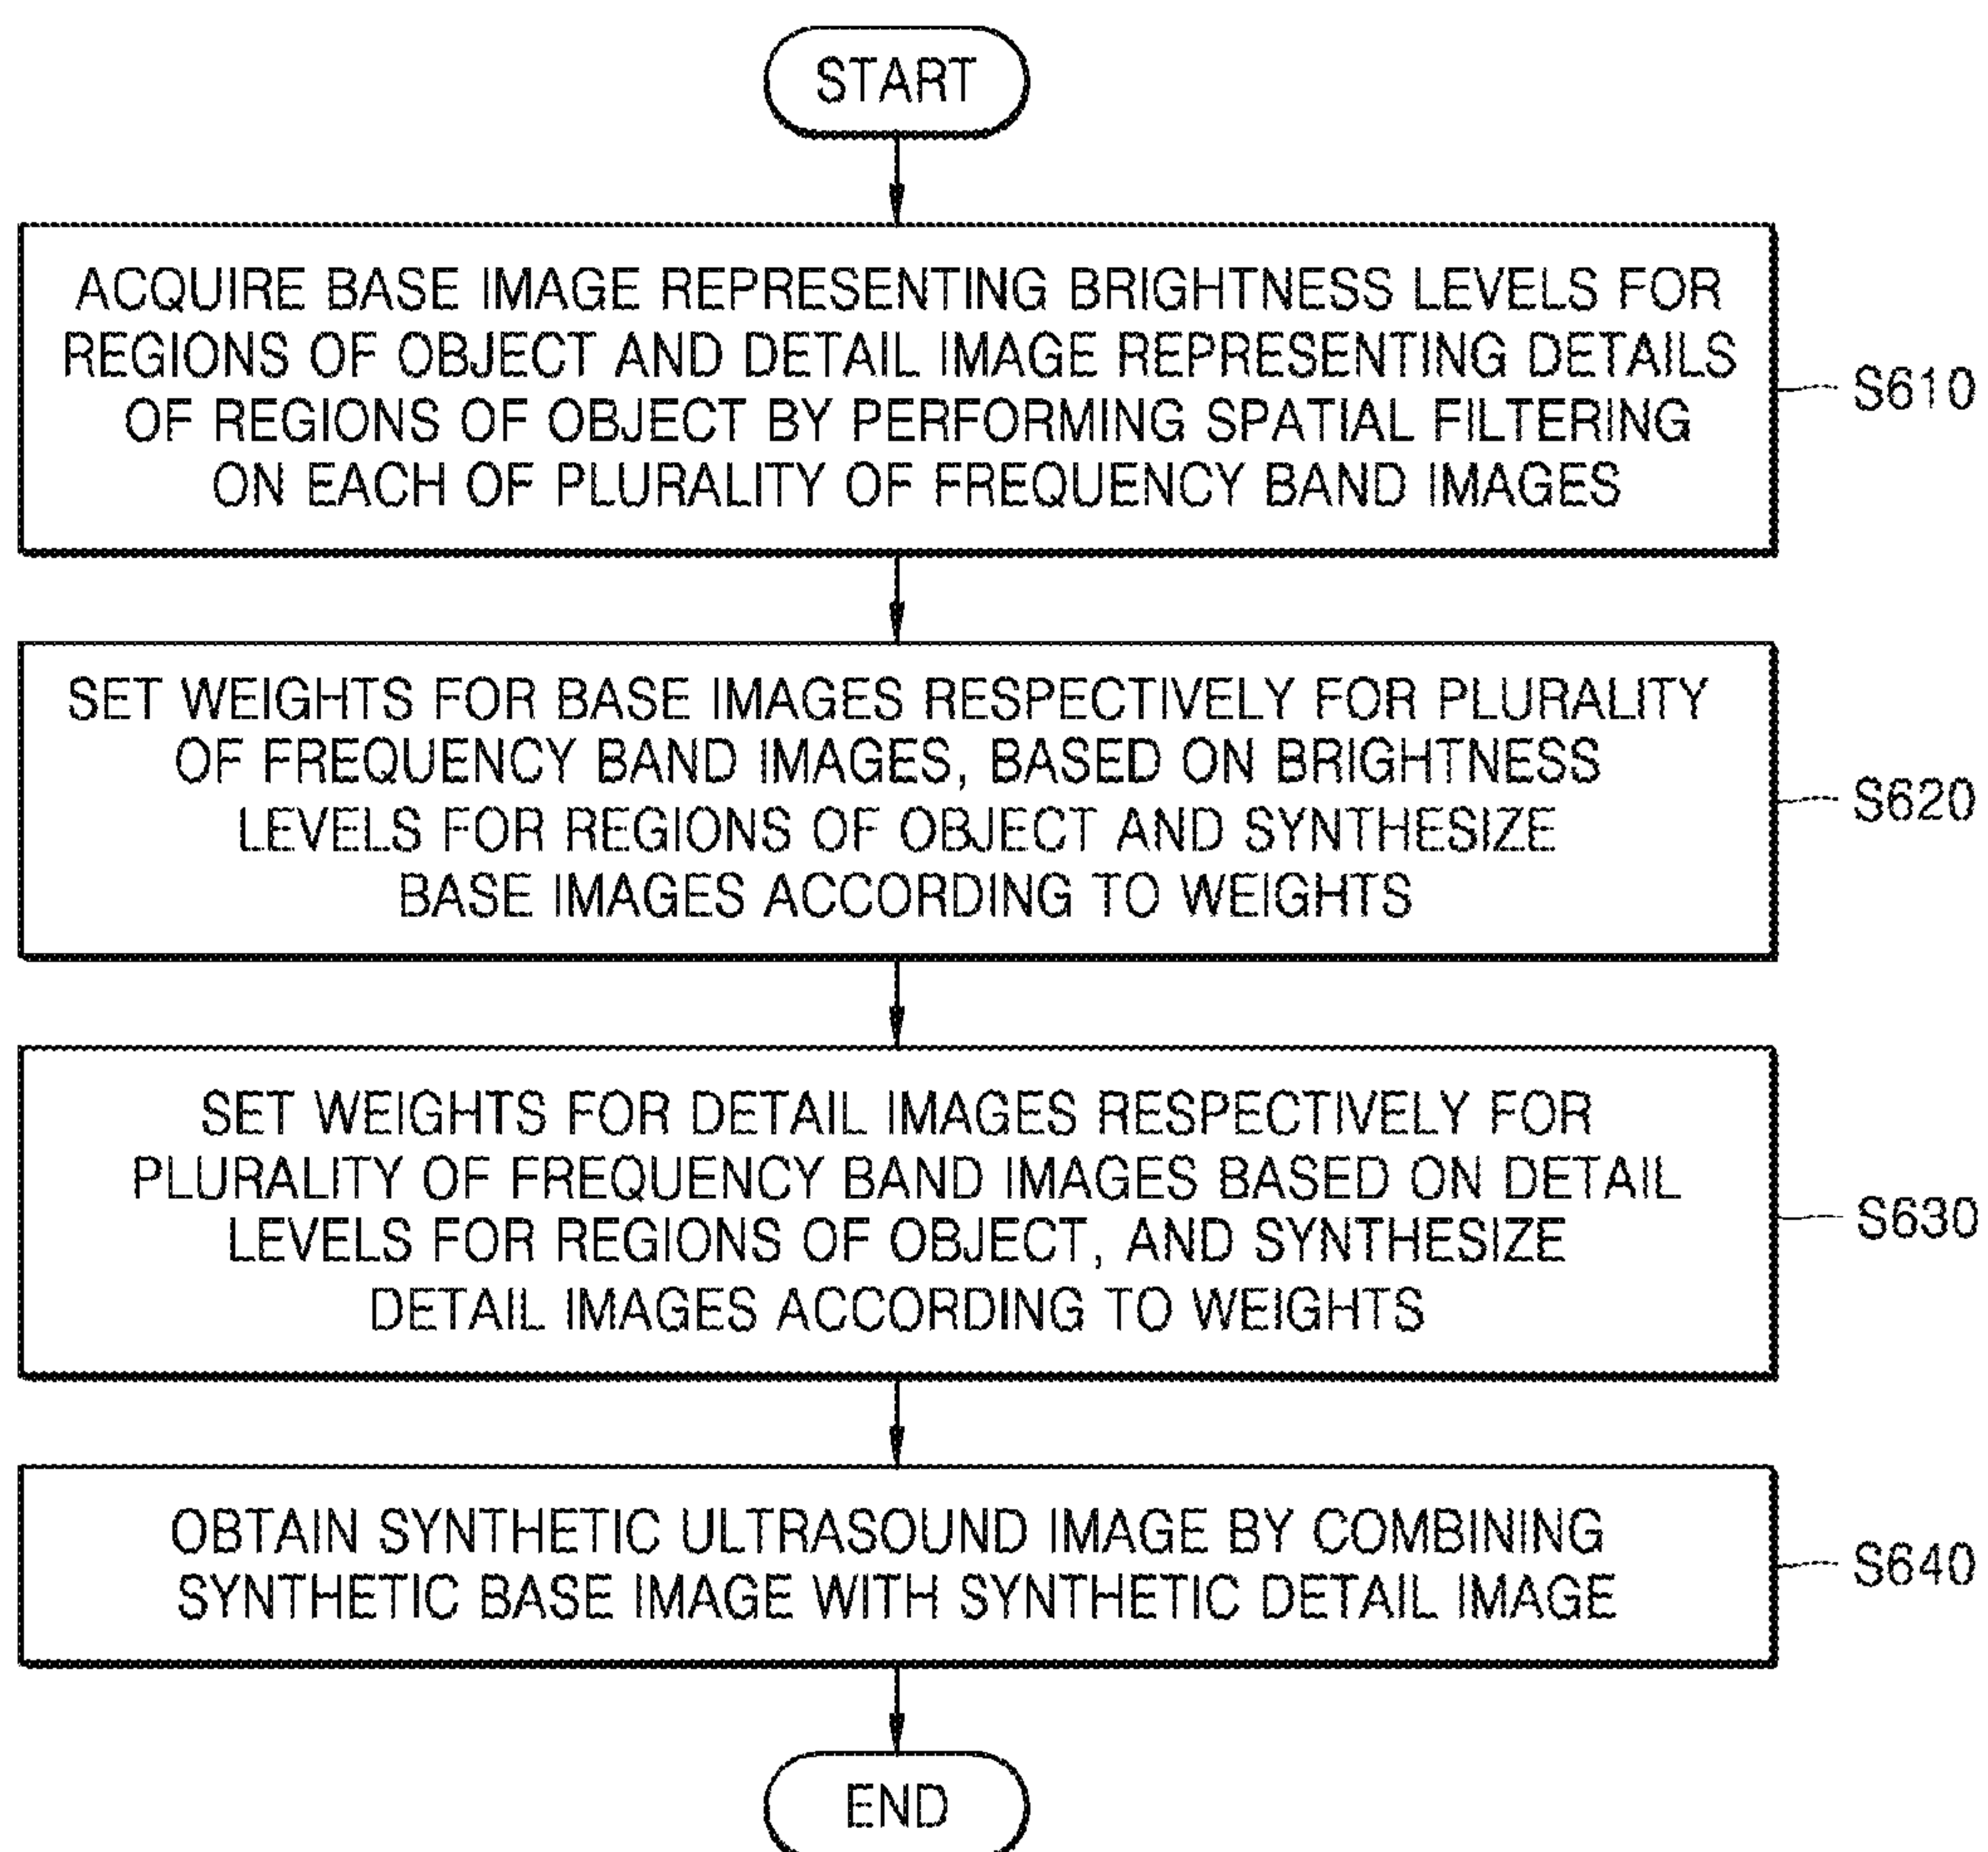 START
ACQUIRE BASE IMAGE REPRESENTING BRIGHTNESS LEVELS FOR
REGIONS OF OBJECT AND DETAIL IMAGE REPRESENTING DETAILS
OF REGIONS OF OBJECT BY PERFORMING SPATIAL FILTERING
ON EACH OF PLURALITY OF FREQUENCY BAND IMAGES
S610
SET WEIGHTS FOR BASE IMAGES RESPECTIVELY FOR PLURALITY
OF FREQUENCY BAND IMAGES, BASED ON BRIGHTNESS
LEVELS FOR REGIONS OF OBJECT AND SYNTHESIZE
BASE IMAGES ACCORDING TO WEIGHTS
S620
SET WEIGHTS FOR DETAIL IMAGES RESPECTIVELY FOR
PLURALITY OF FREQUENCY BAND IMAGES BASED ON DETAIL
LEVELS FOR REGIONS OF OBJECT, AND SYNTHESIZE
DETAIL IMAGES ACCORDING TO WEIGHTS
S630
OBTAIN SYNTHETIC ULTRASOUND IMAGE BY COMBINING
SYNTHETIC BASE IMAGE WITH SYNTHETIC DETAIL IMAGE
S640
END